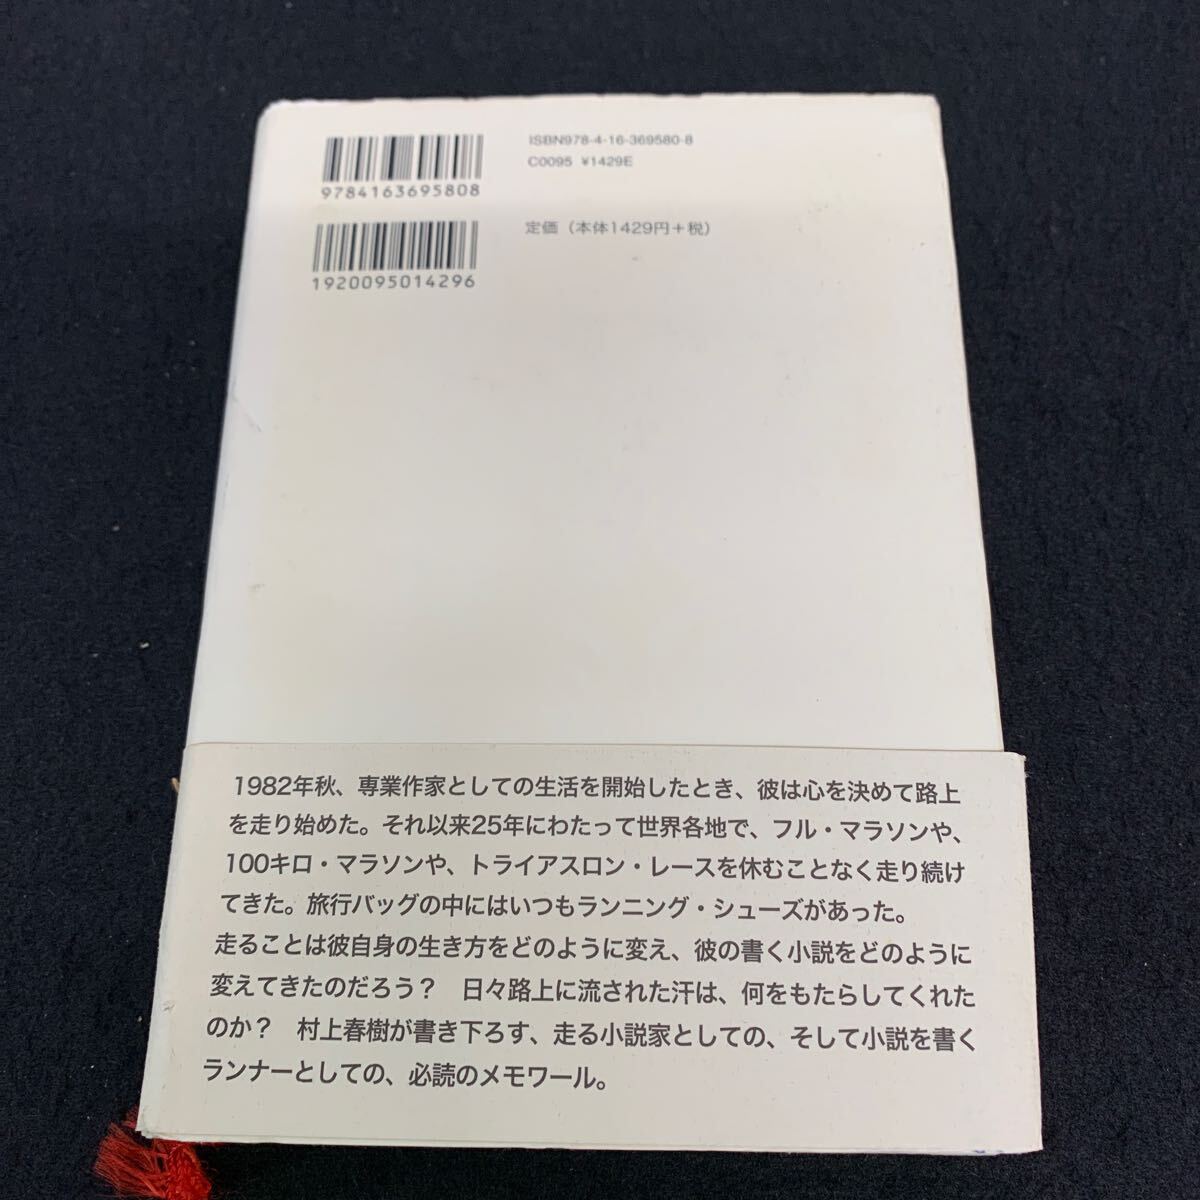 ISBN978-4-16-369580-8
C0095 ¥1429E
9784163695808
定価（本体1429円＋税）
1920095014296
1982年秋、専業作家としての生活を開始したとき、彼は心を決めて路上
を走り始めた。それ以来25年にわたって世界各地で、フル・マラソンや、
100キロ・マラソンや、トライアスロン・レースを休むことなく走り続け
てきた。旅行バッグの中にはいつもランニング・シューズがあった。
走ることは彼自身の生き方をどのように変え、彼の書く小説をどのように
変えてきたのだろう？　日々路上に流された汗は、何をもたらしてくれた
のか？　村上春樹が書き下ろす、走る小説家としての、そして小説を書く
ランナーとしての、必読のメモワール。